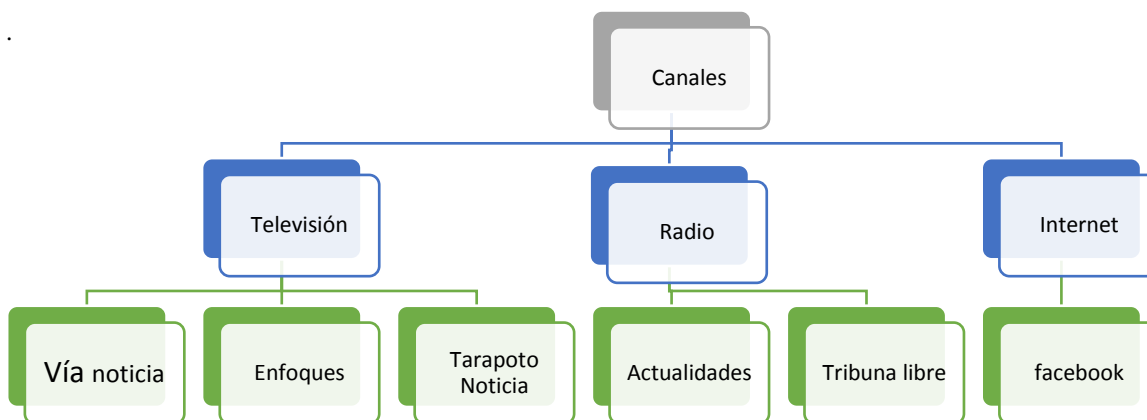 .
Canales
Televisión
Radio
Internet
Vía noticia
Enfoques
Tarapoto
Noticia
Actualidades
Tribuna libre
facebook